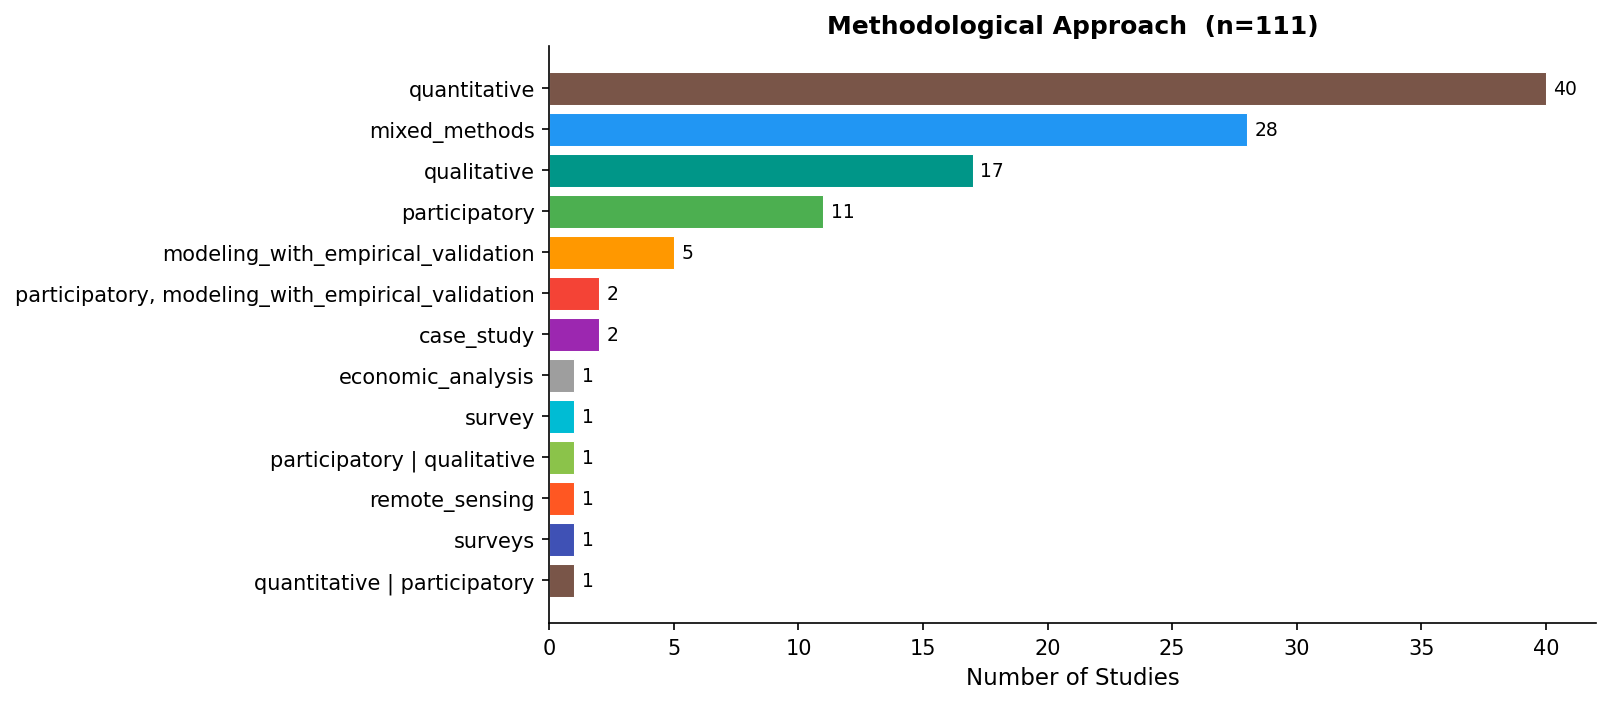 Methodological Approach  (n=111)
quantitative 40
mixed_methods 28
qualitative 17
participatory 11
modeling_with_empirical_validation 5
participatory, modeling_with_empirical_validation 2
case_study 2
economic_analysis 1
survey 1
participatory | qualitative 1
remote_sensing 1
surveys 1
quantitative | participatory 1
0 5 10 15 20 25 30 35 40
Number of Studies